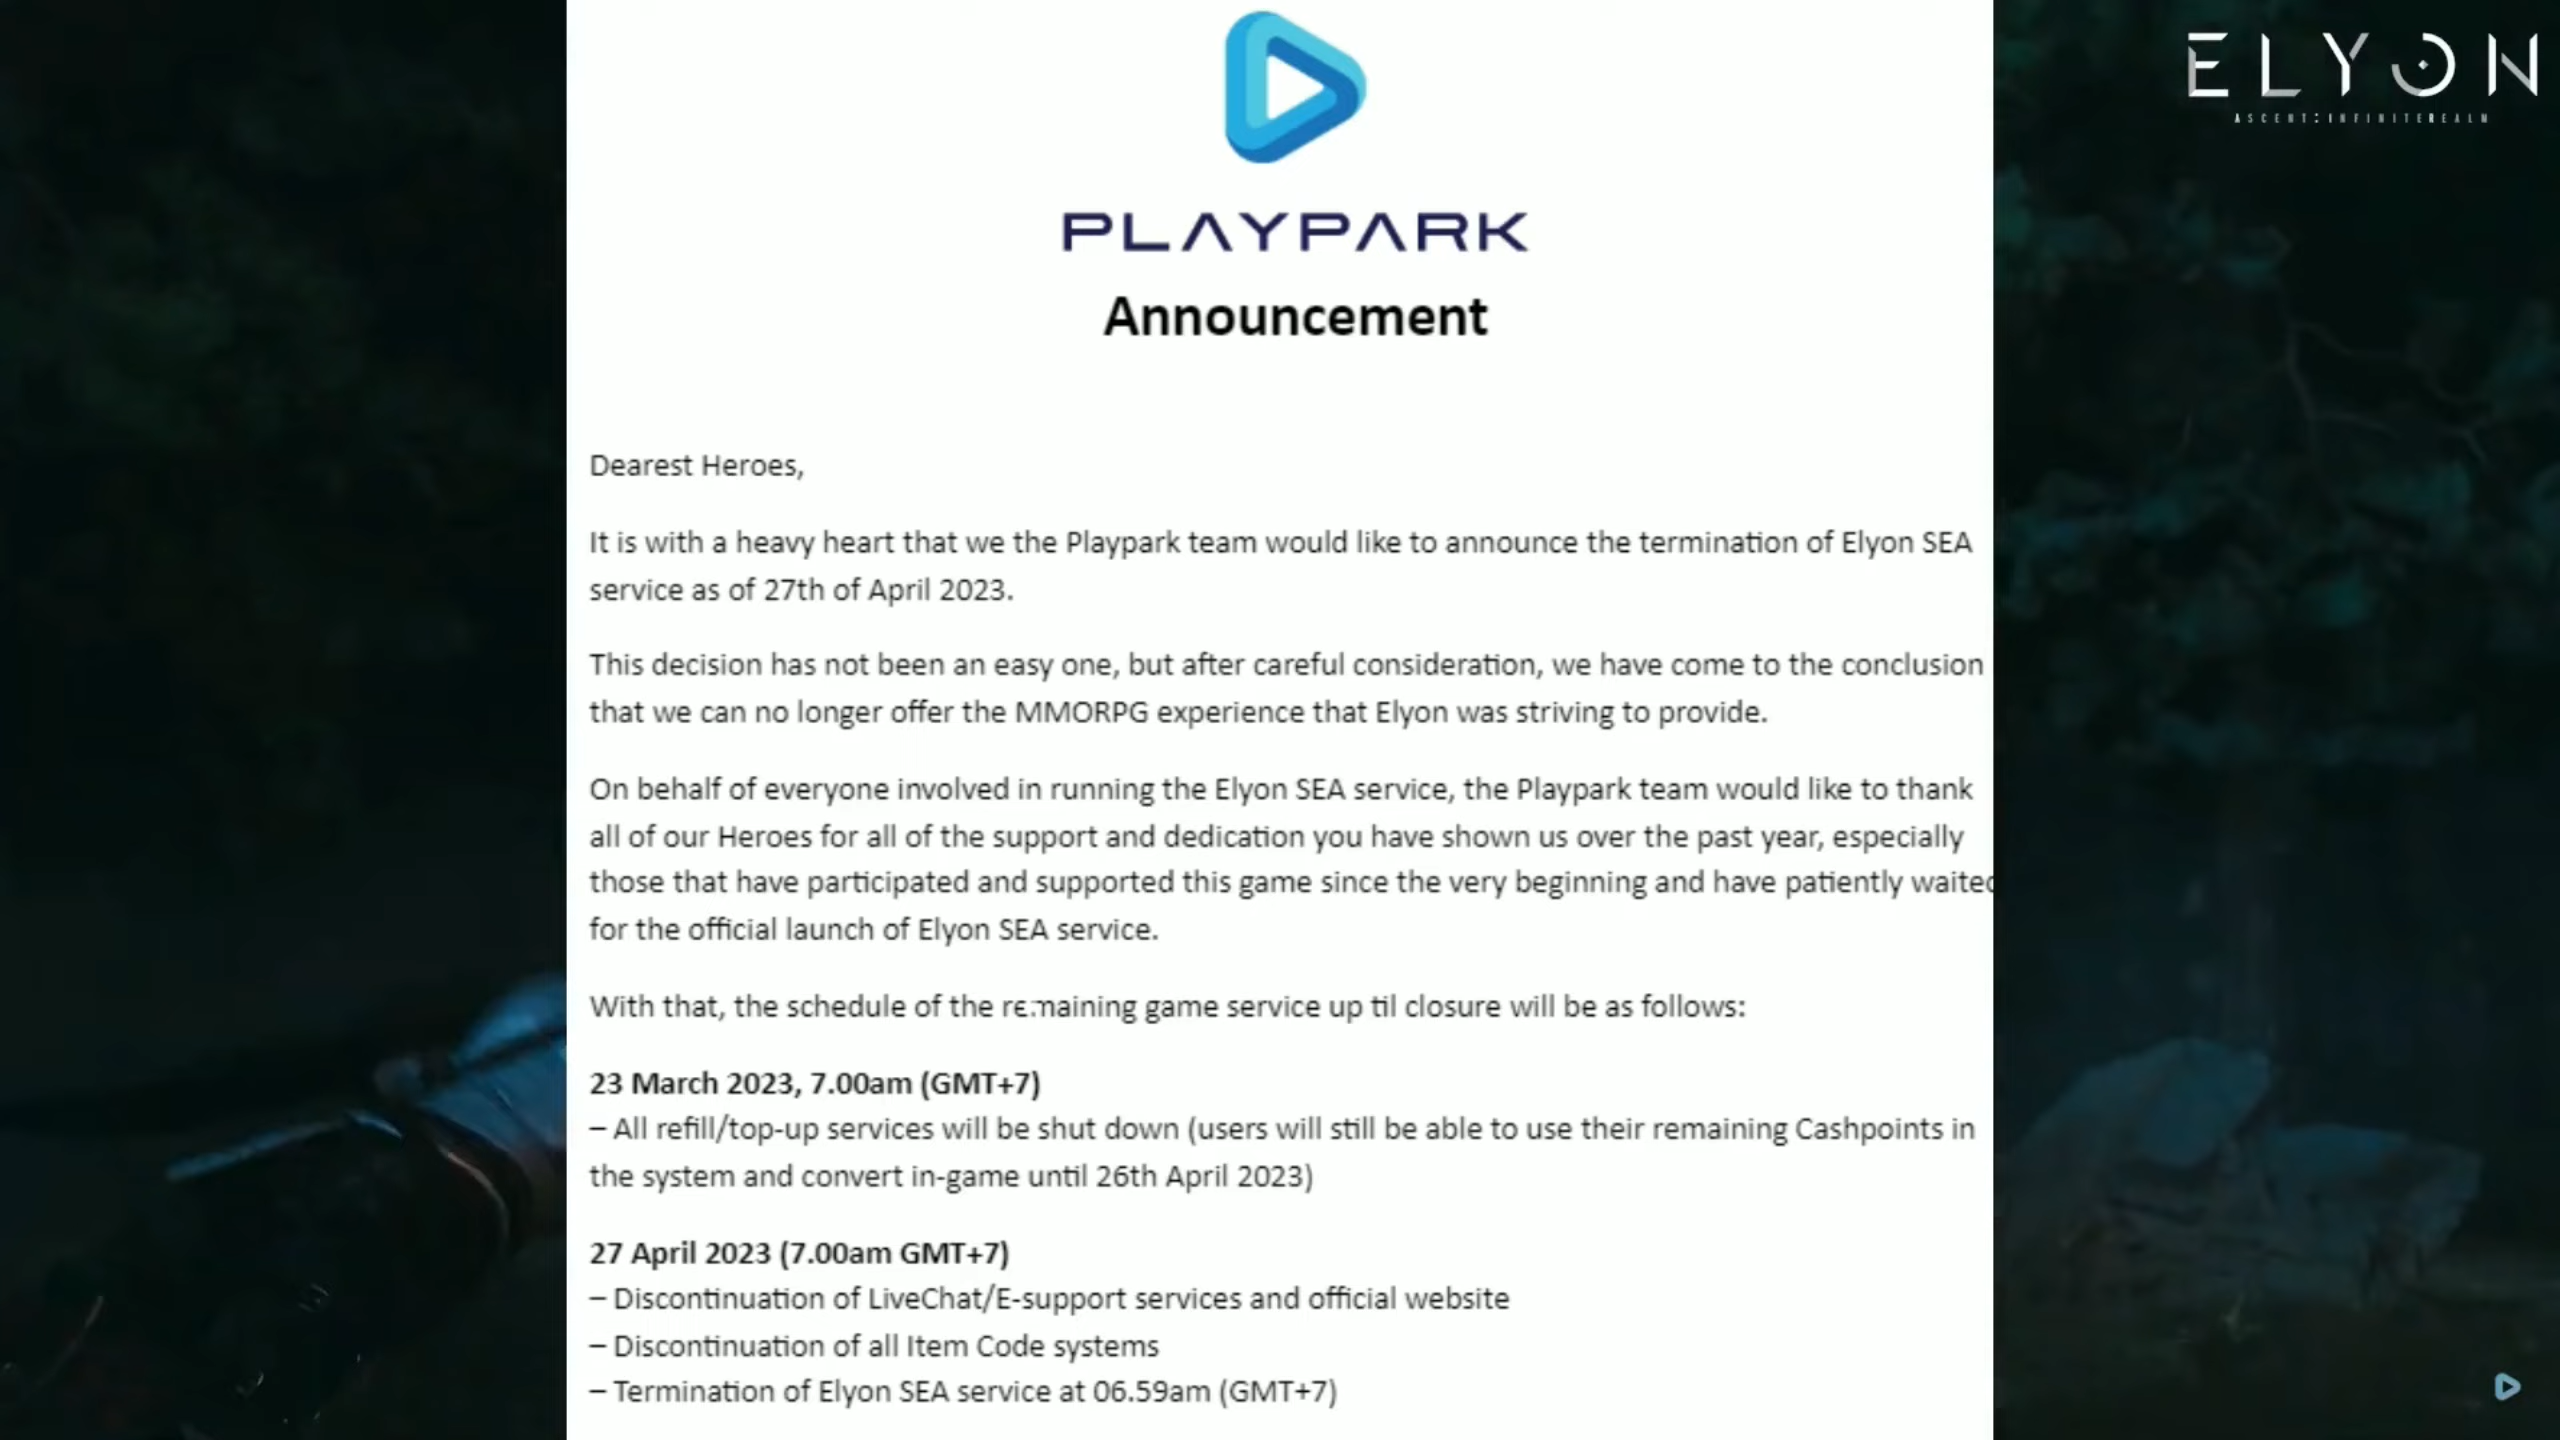 ELYON
ASCENT:INFINITEREALM
PLAYPARK
Announcement
Dearest Heroes,
It is with a heavy heart that we the Playpark team would like to announce the termination of Elyon SEA
service as of 27th of April 2023.
This decision has not been an easy one, but after careful consideration, we have come to the conclusion
that we can no longer offer the MMORPG experience that Elyon was striving to provide.
On behalf of everyone involved in running the Elyon SEA service, the Playpark team would like to thank
all of our Heroes for all of the support and dedication you have shown us over the past year, especially
those that have participated and supported this game since the very beginning and have patiently waited
for the official launch of Elyon SEA service.
With that, the schedule of the remaining game service up til closure will be as follows:
23 March 2023, 7.00am (GMT+7)
– All refill/top-up services will be shut down (users will still be able to use their remaining Cashpoints in
the system and convert in-game until 26th April 2023)
27 April 2023 (7.00am GMT+7)
– Discontinuation of LiveChat/E-support services and official website
– Discontinuation of all Item Code systems
– Termination of Elyon SEA service at 06.59am (GMT+7)